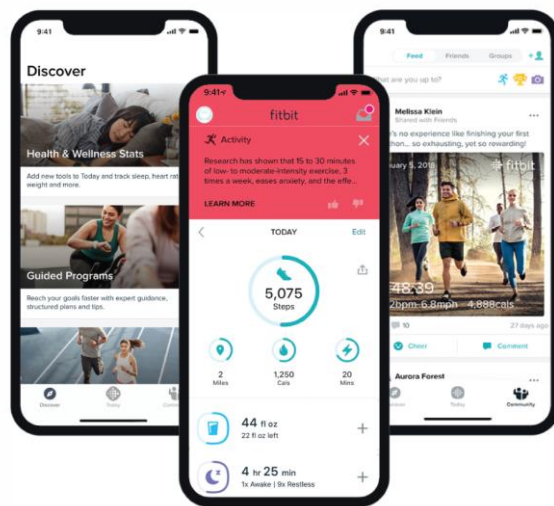 9:41
Discover
Health & Wellness Stats
Add new tools to Today and track sleep, heart
weight and more.
Guided Programs
Reach your goals faster with expert guidance,
structured plans and tips.
Discover
Today
9:41
fitbit
Activity
Research has shown that 15 to 30 minutes
of low- to moderate-intensity exercise, 3
times a week, eases anxiety, and the effe...
LEARN MORE
TODAY
Edit
5,075
Steps
2
Miles
1,250
Cals
20
Mins
44 fl oz
22 fl oz left
4 hr 25 min
1x Awake | 9x Restless
9:41
Feed Friends Groups
are you up to?
Melissa Klein
Shared with Friends
no experience like finishing your first
so exhausting, yet so rewarding!
5, 2018
fitbit
48:39
bpm 6.8mph 4,888cals
10
27 days ago
Cheer
Comment
Aurora Forest
Today
Community